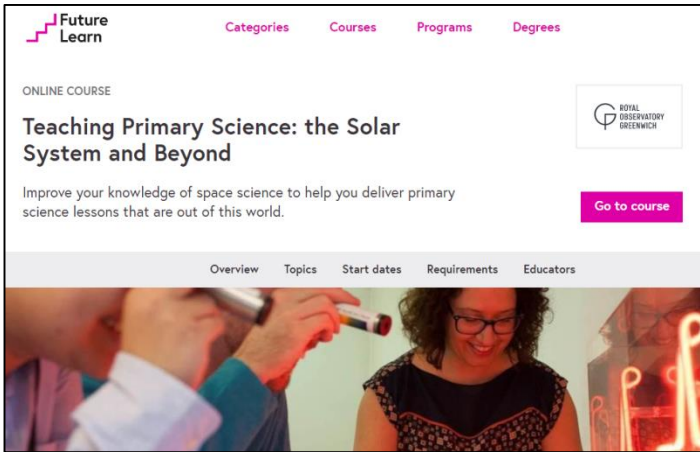 Future
Learn
Categories Courses Programs Degrees
ONLINE COURSE
Teaching Primary Science: the Solar
System and Beyond
ROYAL
OBSERVATORY
GREENWICH
Improve your knowledge of space science to help you deliver primary
science lessons that are out of this world.
Go to course
Overview Topics Start dates Requirements Educators